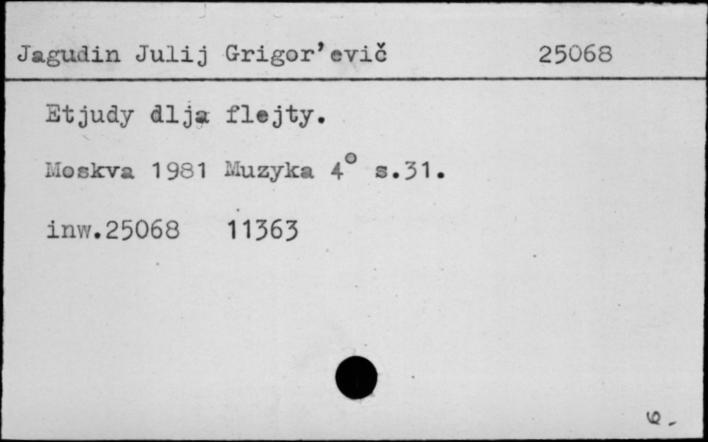 Jagudin Julij Grigor'evič 25068
Etjudy dlja flejty.
Moskva 1981 Muzyka 4° s.31.
inw.25068 11363